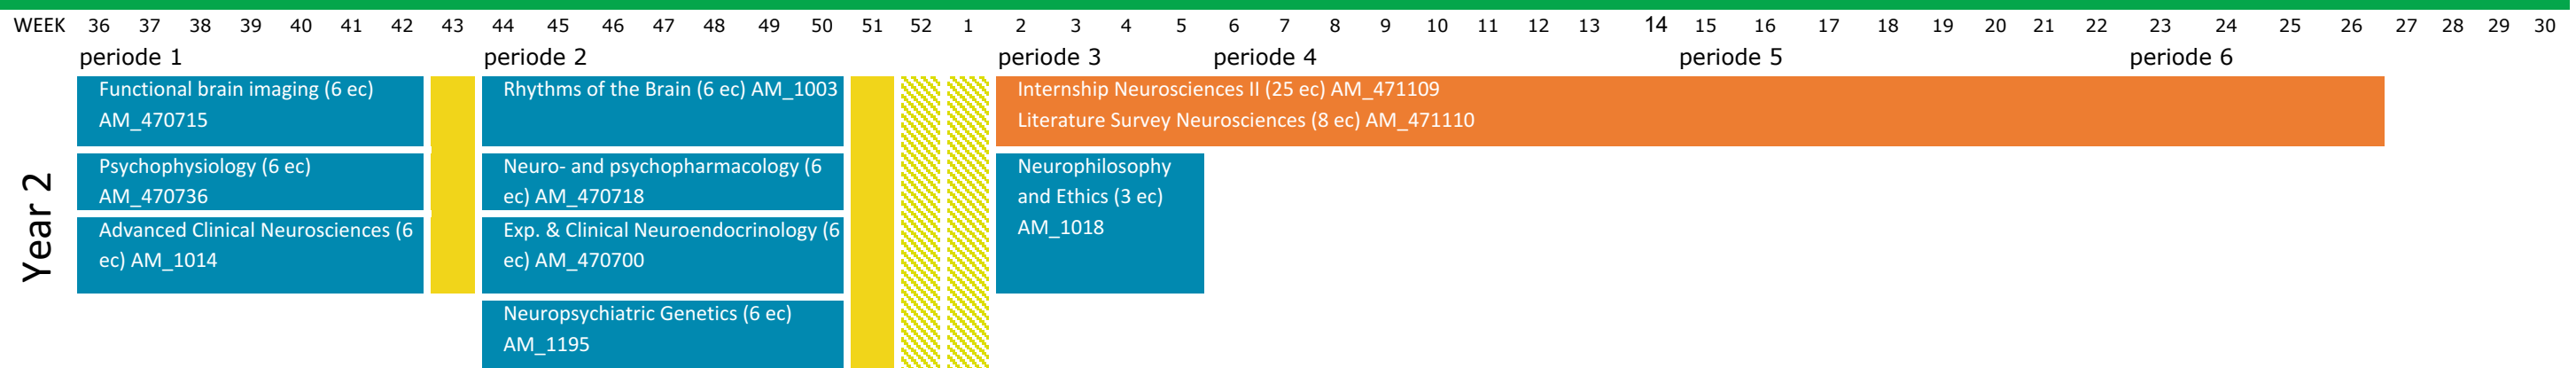 WEEK 36 37 38 39 40 41 42 43 44 45 46 47 48 49 50 51 52 1 2 3 4 5 6 7 8 9 10 11 12 13 14 15 16 17 18 19 20 21 22 23 24 25 26 27 28 29 30
periode 1 periode 2 periode 3 periode 4 periode 5 periode 6
Year 2
Functional brain imaging (6 ec)
AM_470715
Psychophysiology (6 ec)
AM_470736
Advanced Clinical Neurosciences (6
ec) AM_1014
Rhythms of the Brain (6 ec) AM_1003
Neuro- and psychopharmacology (6
ec) AM_470718
Exp. & Clinical Neuroendocrinology (6
ec) AM_470700
Neuropsychiatric Genetics (6 ec)
AM_1195
Internship Neurosciences II (25 ec) AM_471109
Literature Survey Neurosciences (8 ec) AM_471110
Neurophilosophy
and Ethics (3 ec)
AM_1018